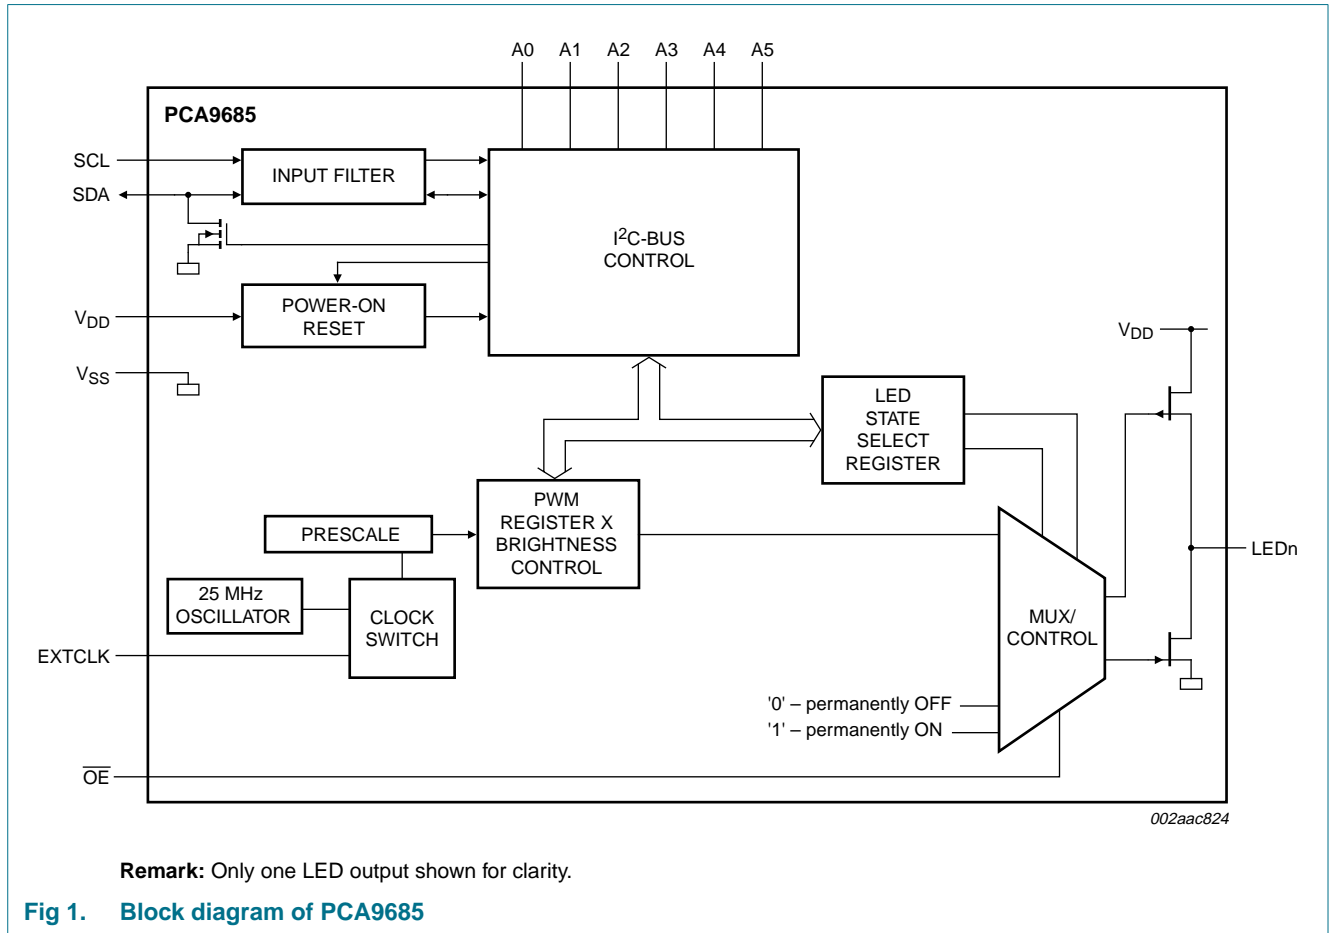 A0 A1 A2 A3 A4 A5
PCA9685
SCL
SDA
INPUT FILTER
I2C-BUS
CONTROL
POWER-ON
RESET
VDD
VSS
VDD
LED
STATE
SELECT
REGISTER
PWM
REGISTER X
BRIGHTNESS
CONTROL
PRESCALE
25 MHz
OSCILLATOR
CLOCK
SWITCH
EXTCLK
MUX/
CONTROL
LEDn
'0' – permanently OFF
'1' – permanently ON
OE
002aac824
Remark: Only one LED output shown for clarity.
Fig 1. Block diagram of PCA9685